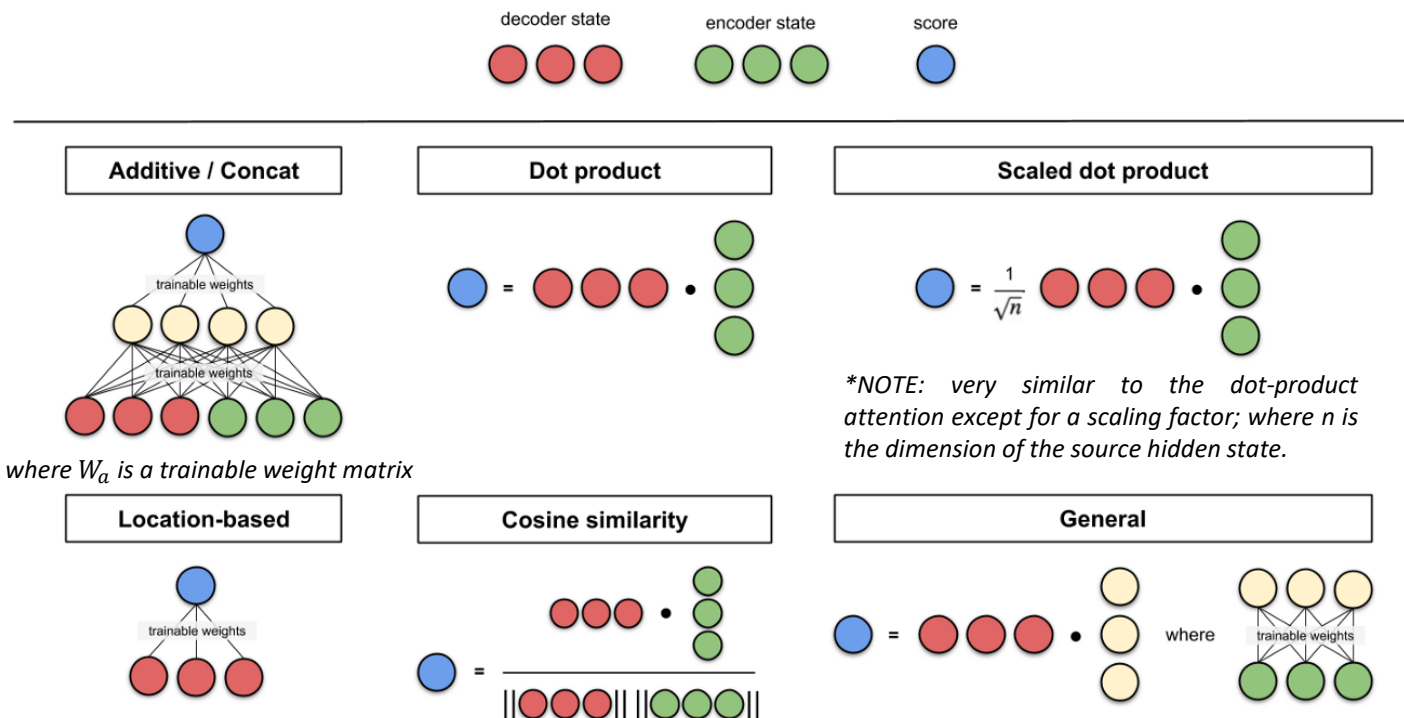 decoder state
encoder state
score
Additive / Concat
Dot product
Scaled dot product
trainable weights
trainable weights
=
•
= 1/√n
•
*NOTE: very similar to the dot-product
attention except for a scaling factor; where n is
the dimension of the source hidden state.
where Wₐ is a trainable weight matrix
Location-based
Cosine similarity
General
trainable weights
•
=
|| || || ||
=
•
where
trainable weights